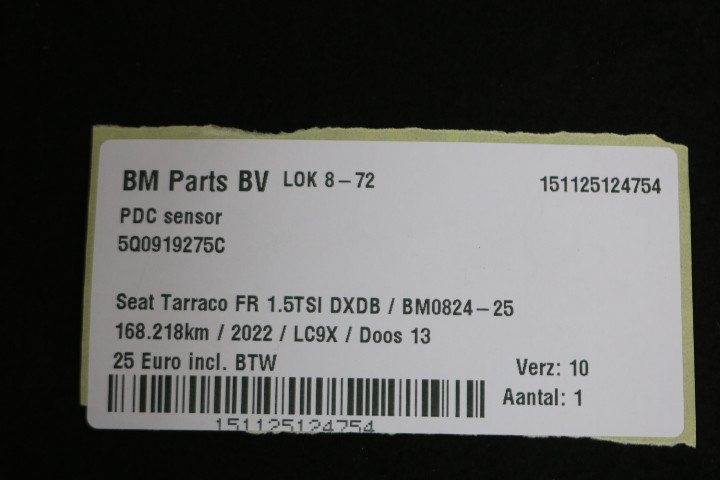 BM Parts BV LOK 8-72 151125124754
PDC sensor
5Q0919275C
Seat Tarraco FR 1.5TSI DXDB / BM0824-25
168.218km / 2022 / LC9X / Doos 13
25 Euro incl. BTW Verz: 10
Aantal: 1
151125124754